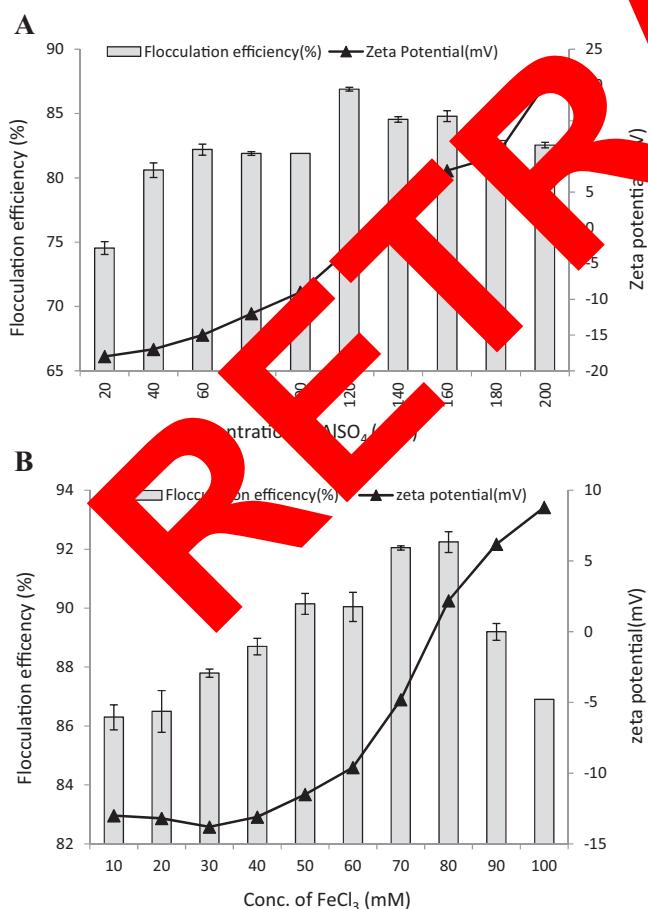 A
Flocculation efficiency(%) Zeta Potential(mV)
90
85
80
75
70
65
25
5
-10
-15
-20
Flocculation efficiency (%)
20 40 60 120 140 160 180 200
AlSO4
B
Flocculation efficency(%) zeta potential(mV)
94
92
90
88
86
84
82
10
5
0
-5
-10
-15
Flocculation efficency (%)
zeta potential(mV)
10 20 30 40 50 60 70 80 90 100
Conc. of FeCl3 (mM)
RETR